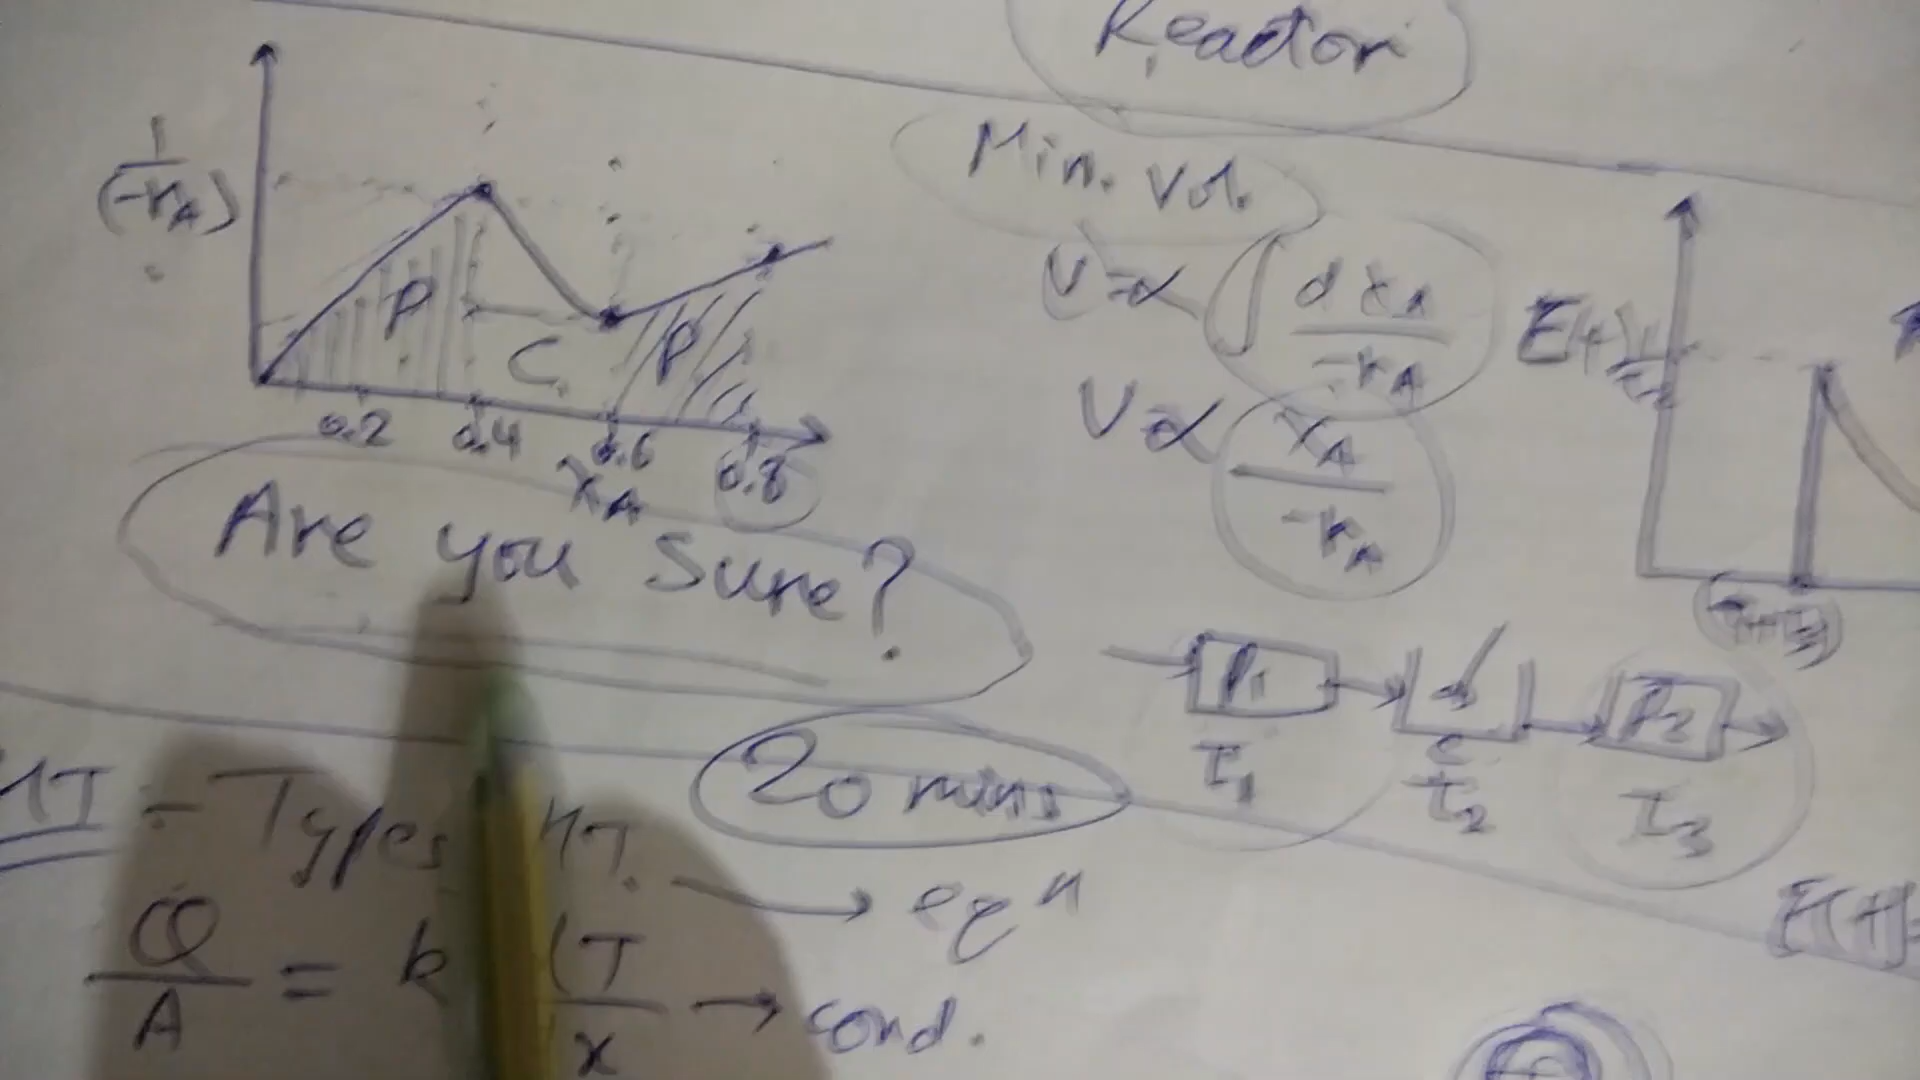 Reactor
1
(-rA)
P
C
P
0.2 0.4 0.6 0.8
xA
Are you Sure?
Min. Vol.
V ∝ ∫ dxA
-rA
V ∝ xA
-rA
E(t)
P1 P2
τ1 τ2 τ3
HT - Types HT. → eqn
20 mins
Q
A
= k
x
→ cond.